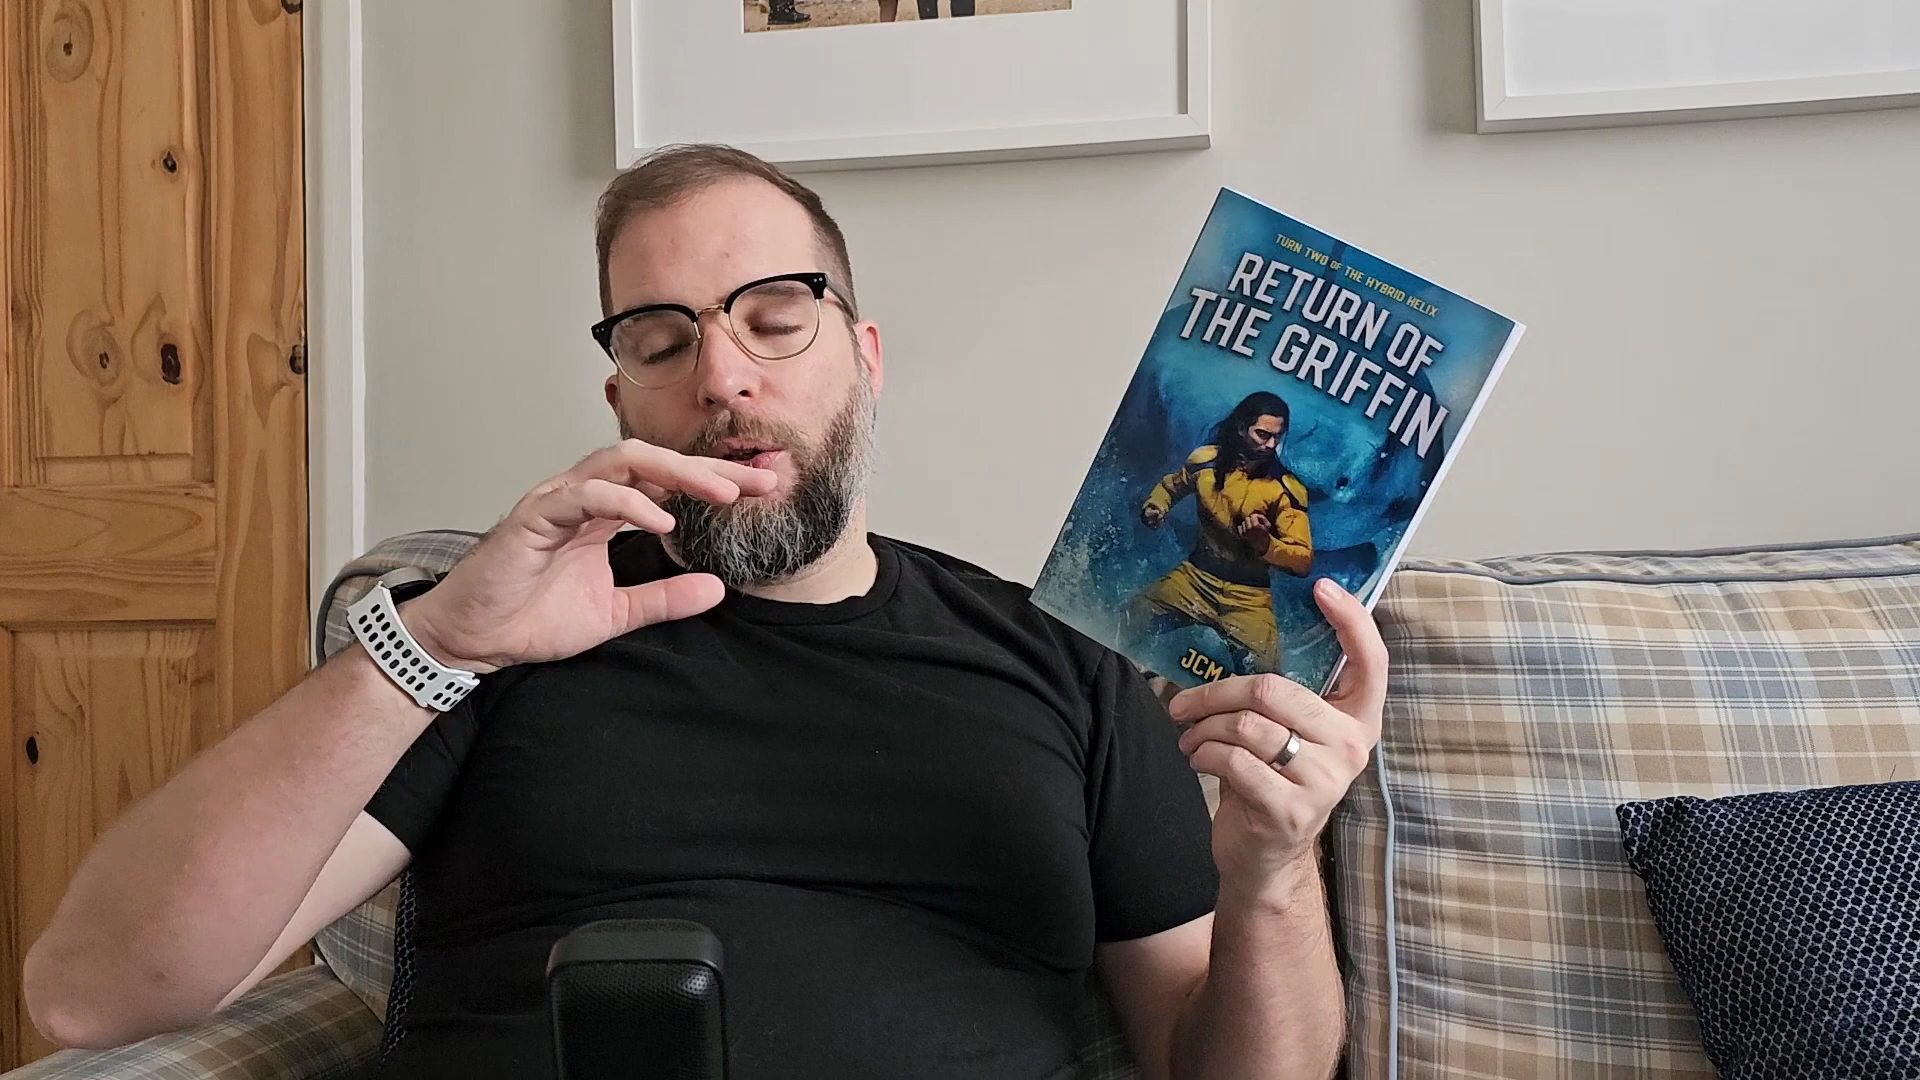 TURN TWO OF THE HYBRID HELIX
RETURN OF
THE GRIFFIN
JCM